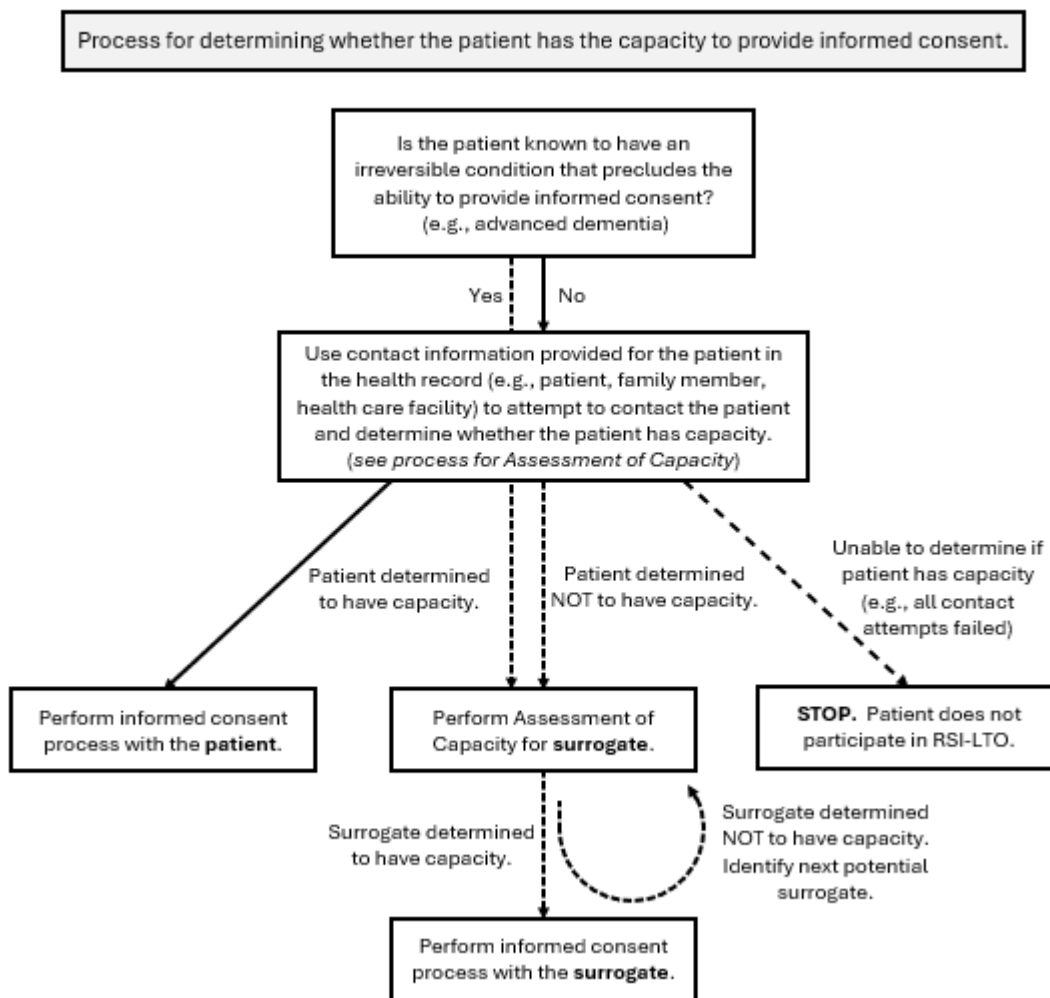 Process for determining whether the patient has the capacity to provide informed consent.
Is the patient known to have an
irreversible condition that precludes the
ability to provide informed consent?
(e.g., advanced dementia)
Yes
No
Use contact information provided for the patient in
the health record (e.g., patient, family member,
health care facility) to attempt to contact the patient
and determine whether the patient has capacity.
(see process for Assessment of Capacity)
Patient determined
to have capacity.
Patient determined
NOT to have capacity.
Unable to determine if
patient has capacity
(e.g., all contact
attempts failed)
Perform informed consent
process with the patient.
Perform Assessment of
Capacity for surrogate.
STOP. Patient does not
participate in RSI-LTO.
Surrogate determined
to have capacity.
Surrogate determined
NOT to have capacity.
Identify next potential
surrogate.
Perform informed consent
process with the surrogate.